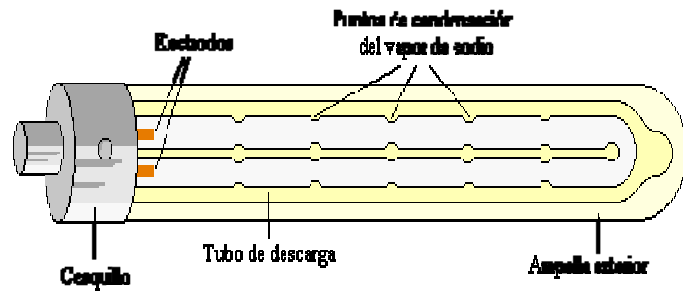 Puntos de condensación
del vapor de sodio
Electrodos
Tubo de descarga
Ampolla exterior
Casquillo